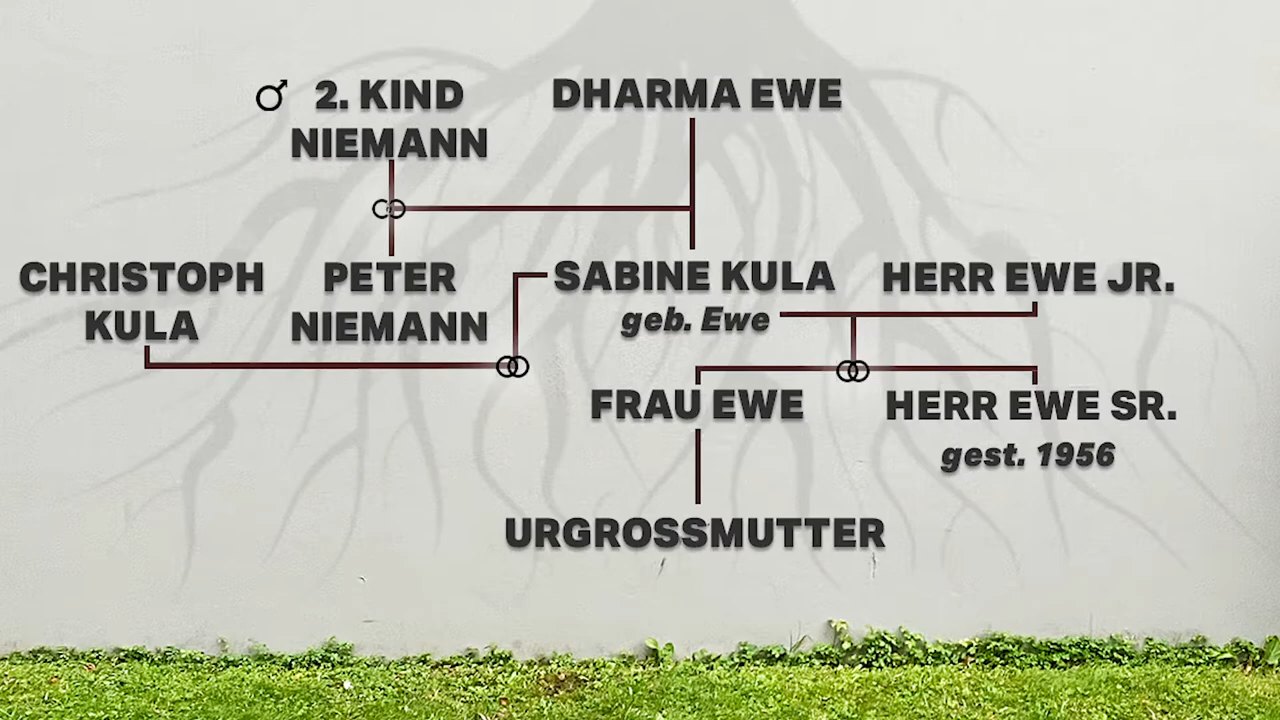 ♂ 2. KIND
NIEMANN
DHARMA EWE
CHRISTOPH
KULA
PETER
NIEMANN
SABINE KULA
geb. Ewe
HERR EWE JR.
FRAU EWE
HERR EWE SR.
gest. 1956
URGROSSMUTTER